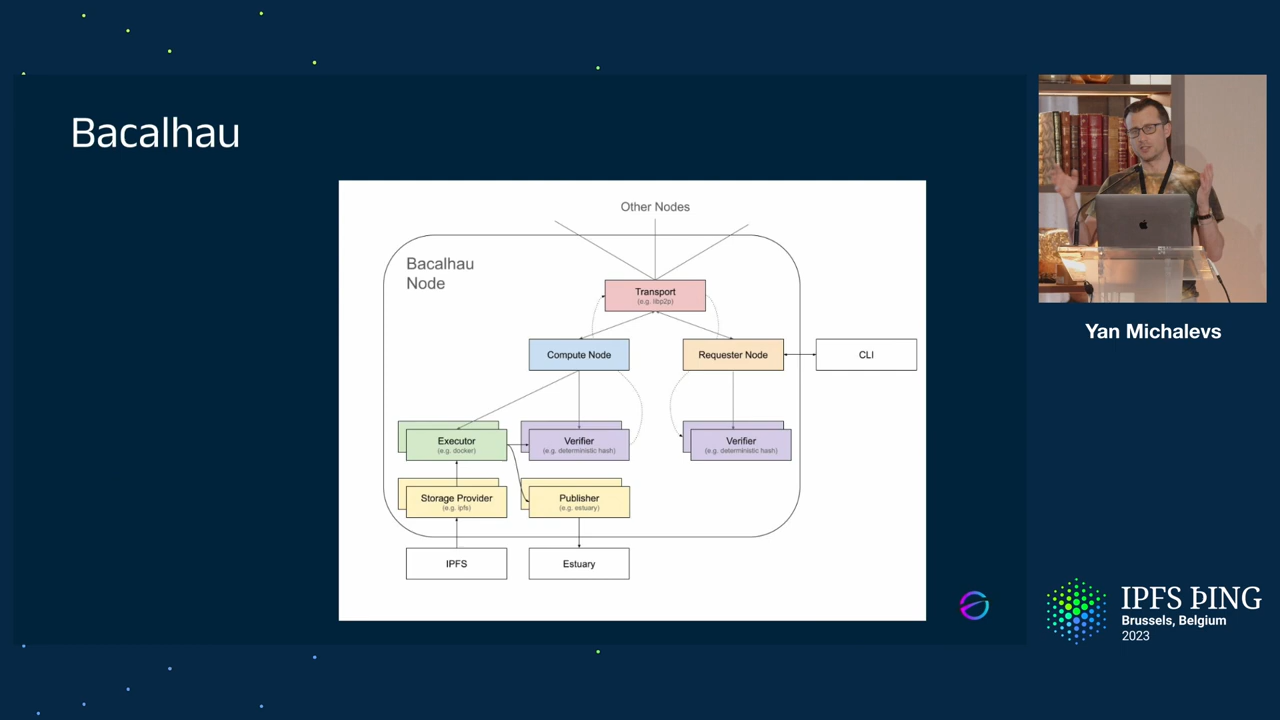 Bacalhau
Other Nodes
Bacalhau
Node
Transport
(e.g. libp2p)
Compute Node
Requester Node
CLI
Executor
(e.g. docker)
Verifier
(e.g. deterministic hash)
Verifier
(e.g. deterministic hash)
Storage Provider
(e.g. ipfs)
Publisher
(e.g. estuary)
IPFS
Estuary
Yan Michalevs
IPFS ÞING
Brussels, Belgium
2023